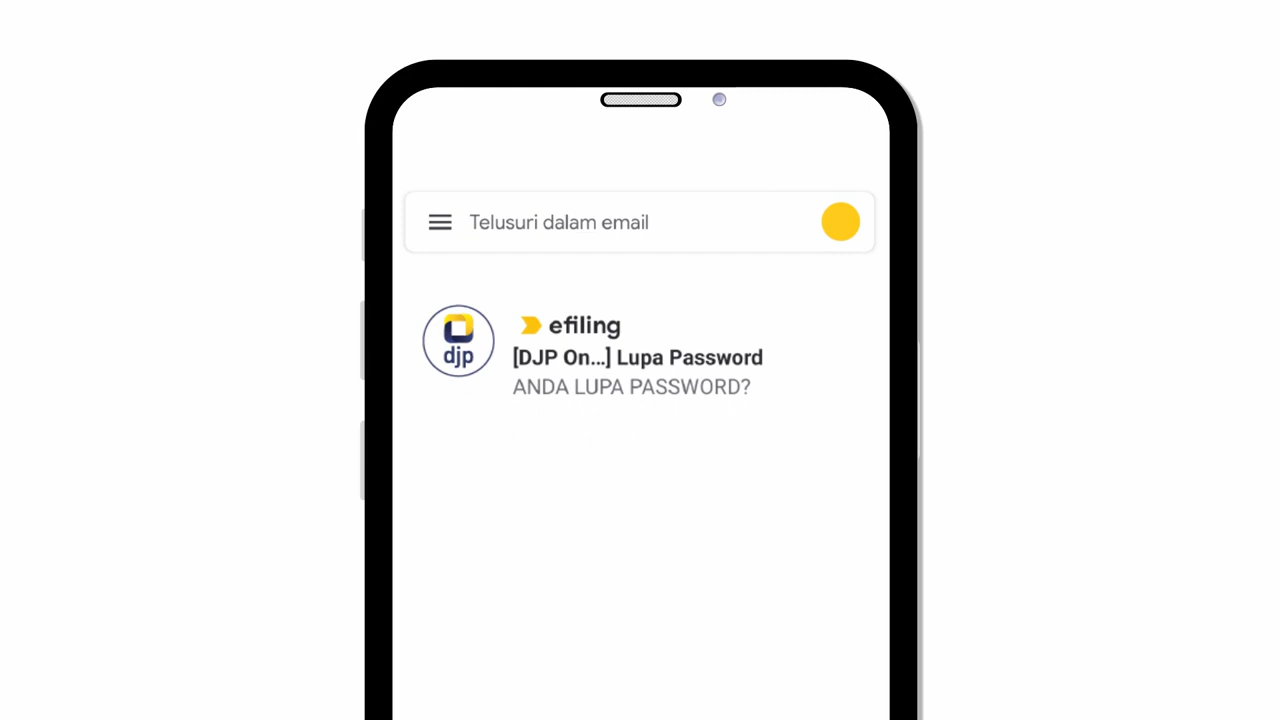 Telusuri dalam email
djp
efiling
[DJP On...] Lupa Password
ANDA LUPA PASSWORD?